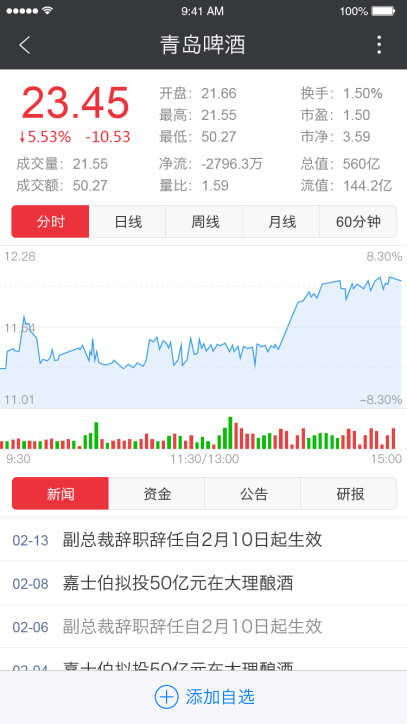 9:41 AM 100%
青岛啤酒
23.45
↓5.53% -10.53
开盘：21.66 换手：1.50%
最高：21.55 市盈：1.50
最低：50.27 市净：3.59
成交量：21.55 净流：-2796.3万 总值：560亿
成交额：50.27 量比：1.59 流值：144.2亿
分时 日线 周线 月线 60分钟
12.28 8.30%
11.64
11.01 −8.30%
9:30 11:30/13:00 15:00
新闻 资金 公告 研报
02-13 副总裁辞职辞任自2月10日起生效
02-08 嘉士伯拟投50亿元在大理酿酒
02-06 副总裁辞职辞任自2月10日起生效
02-04 嘉士伯拟投50亿元在大理酿酒
添加自选